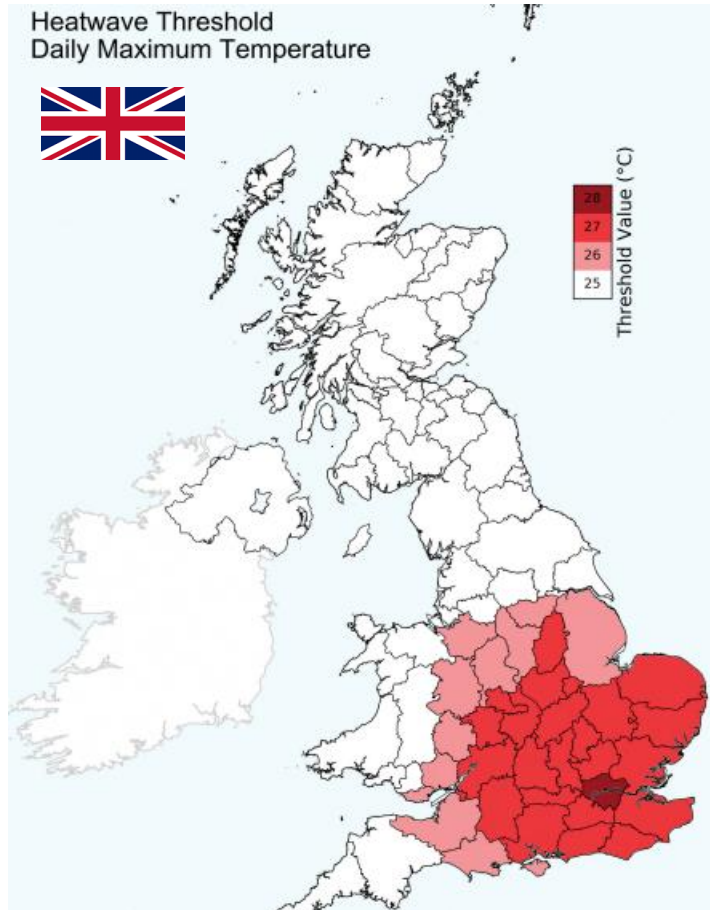 Heatwave Threshold
Daily Maximum Temperature
28
27
26
25
Threshold Value (°C)